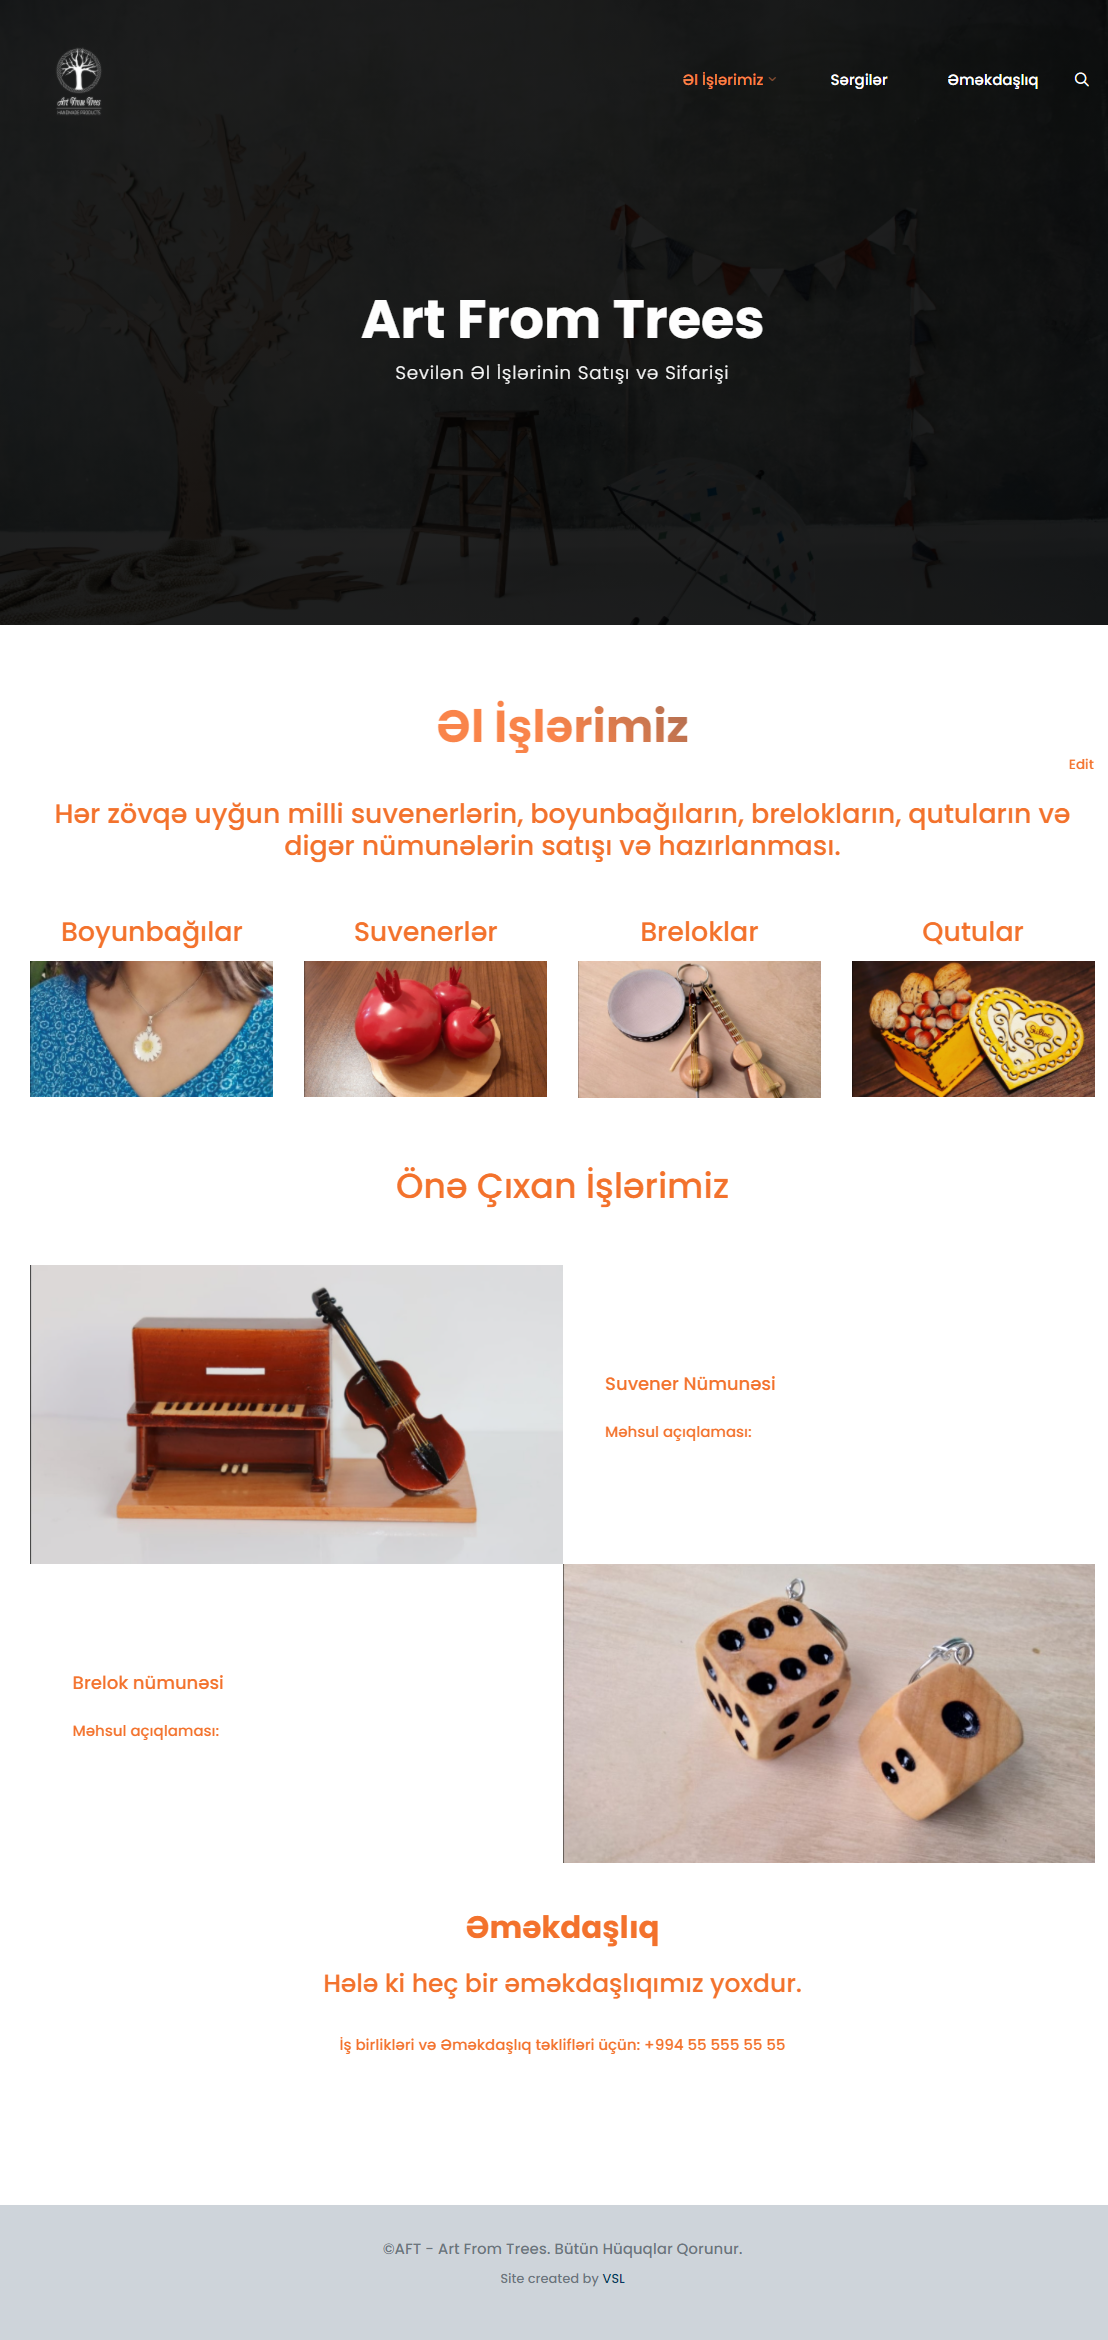 Art From Trees
HANDMADE PRODUCTS
Əl İşlərimiz
Sərgilər
Əməkdaşlıq
Art From Trees
Sevilən Əl İşlərinin Satışı və Sifarişi
Əl İşlərimiz
Edit
Hər zövqə uyğun milli suvenerlərin, boyunbağıların, brelokların, qutuların və
digər nümunələrin satışı və hazırlanması.
Boyunbağılar
Suvenerlər
Breloklar
Qutular
Önə Çıxan İşlərimiz
Suvener Nümunəsi
Məhsul açıqlaması:
Brelok nümunəsi
Məhsul açıqlaması:
Əməkdaşlıq
Hələ ki heç bir əməkdaşlıqımız yoxdur.
İş birlikləri və Əməkdaşlıq təklifləri üçün: +994 55 555 55 55
©AFT - Art From Trees. Bütün Hüquqlar Qorunur.
Site created by VSL